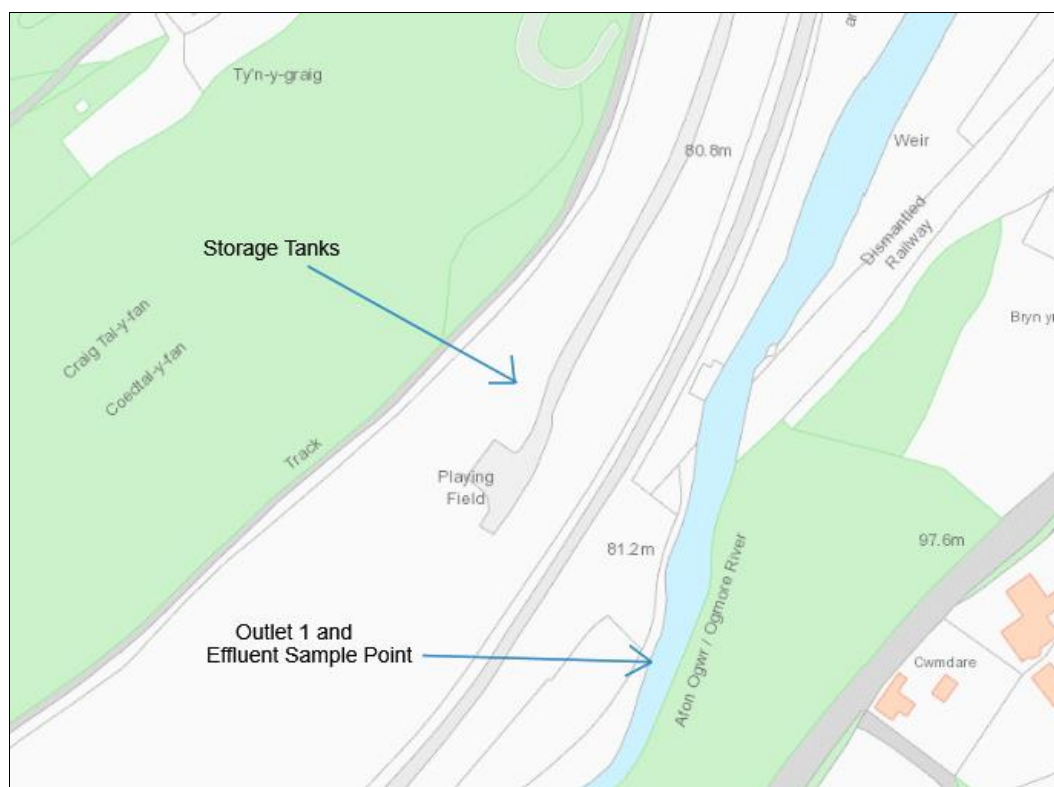 Ty'n-y-graig
80.8m
Weir
Dismantled
Railway
Storage Tanks
Craig Tal-y-fan
Coedtal-y-fan
Bryn yr
Track
Playing
Field
81.2m
97.6m
Outlet 1 and
Effluent Sample Point
Afon Ogwr / Ogmore River
Cwmdare